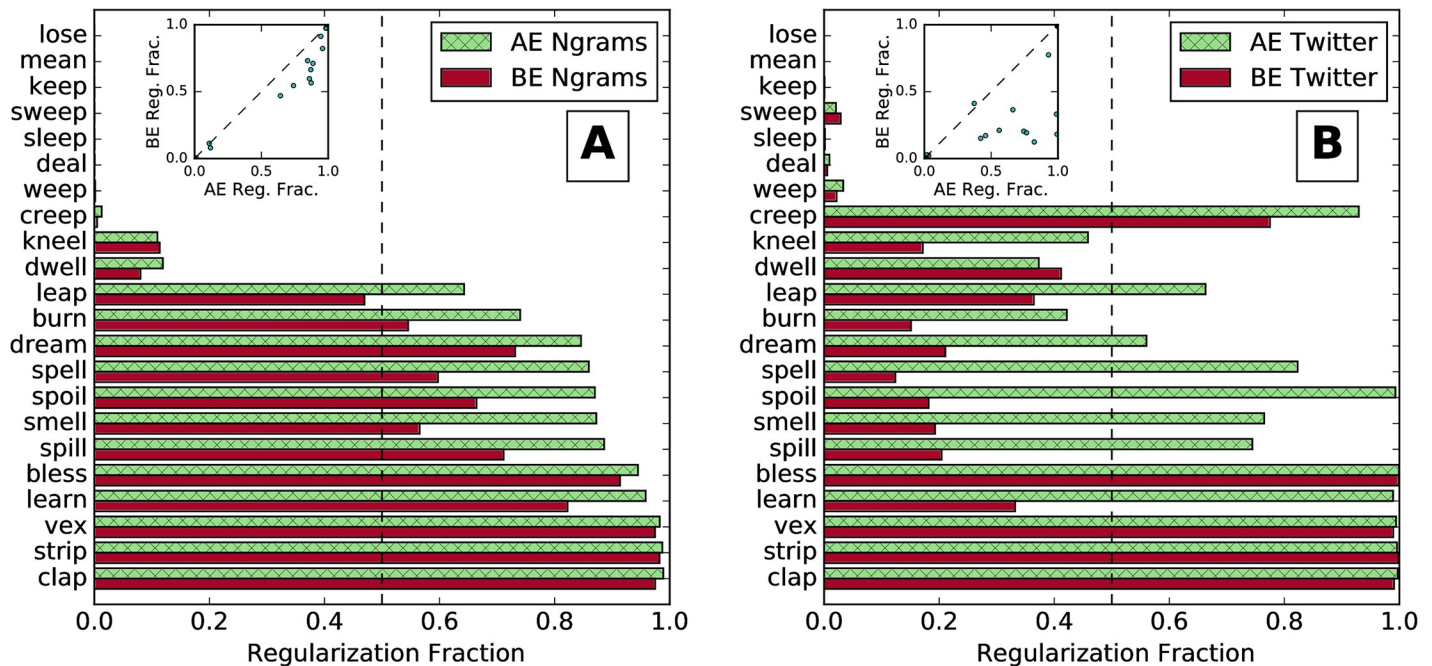 lose
mean
keep
sweep
sleep
deal
weep
creep
kneel
dwell
leap
burn
dream
spell
spoil
smell
spill
bless
learn
vex
strip
clap
0.0 0.2 0.4 0.6 0.8 1.0
Regularization Fraction
BE Reg. Frac.
1.0
0.5
0.0
0.0 0.5 1.0
AE Reg. Frac.
AE Ngrams
BE Ngrams
A
lose
mean
keep
sweep
sleep
deal
weep
creep
kneel
dwell
leap
burn
dream
spell
spoil
smell
spill
bless
learn
vex
strip
clap
0.0 0.2 0.4 0.6 0.8 1.0
Regularization Fraction
BE Reg. Frac.
1.0
0.5
0.0
0.0 0.5 1.0
AE Reg. Frac.
AE Twitter
BE Twitter
B